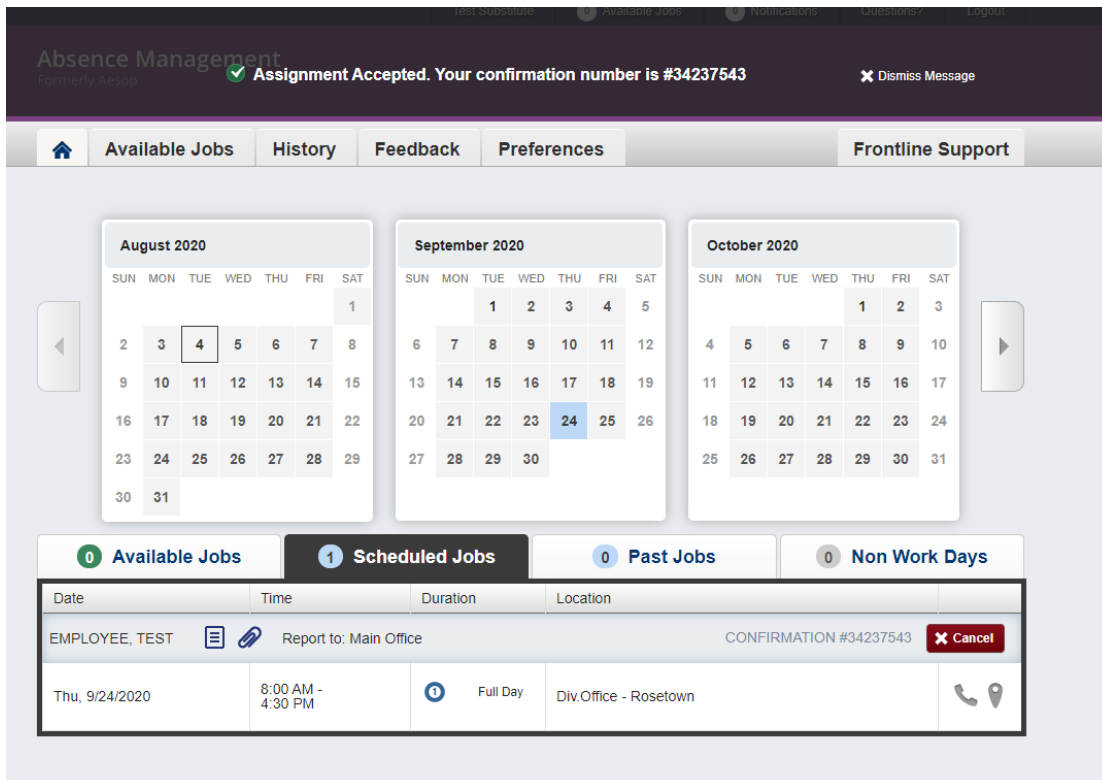 Test Substitute 0 Available Jobs 0 Notifications Questions? Logout
Absence Management
Formerly Aesop
Assignment Accepted. Your confirmation number is #34237543 Dismiss Message
Available Jobs History Feedback Preferences Frontline Support
August 2020
SUN MON TUE WED THU FRI SAT
1
2 3 4 5 6 7 8
9 10 11 12 13 14 15
16 17 18 19 20 21 22
23 24 25 26 27 28 29
30 31
September 2020
SUN MON TUE WED THU FRI SAT
1 2 3 4 5
6 7 8 9 10 11 12
13 14 15 16 17 18 19
20 21 22 23 24 25 26
27 28 29 30
October 2020
SUN MON TUE WED THU FRI SAT
1 2 3
4 5 6 7 8 9 10
11 12 13 14 15 16 17
18 19 20 21 22 23 24
25 26 27 28 29 30 31
0 Available Jobs 1 Scheduled Jobs 0 Past Jobs 0 Non Work Days
Date Time Duration Location
EMPLOYEE, TEST Report to: Main Office CONFIRMATION #34237543 Cancel
Thu, 9/24/2020 8:00 AM - 4:30 PM 1 Full Day Div.Office - Rosetown